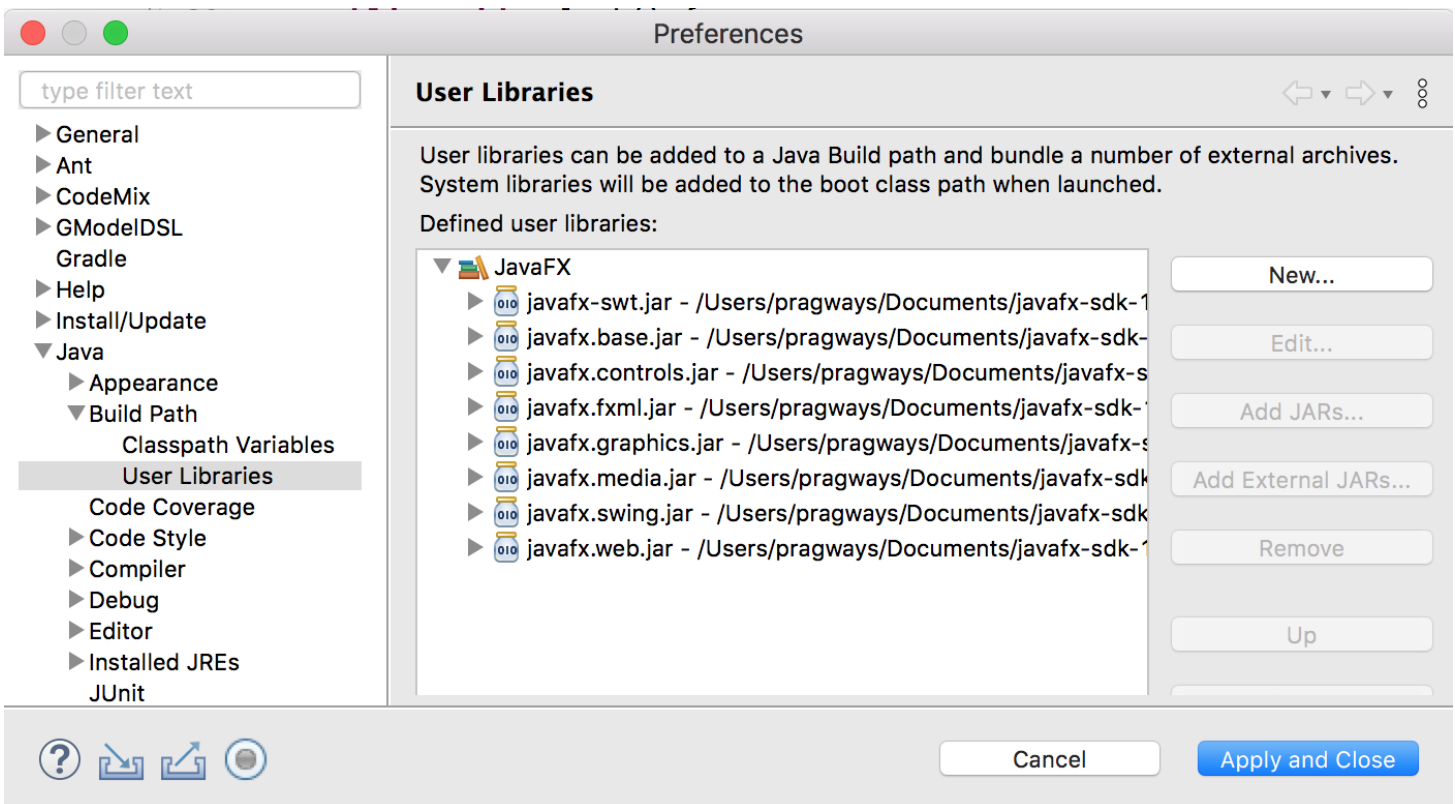 Preferences
type filter text
General
Ant
CodeMix
GModelDSL
Gradle
Help
Install/Update
Java
Appearance
Build Path
Classpath Variables
User Libraries
Code Coverage
Code Style
Compiler
Debug
Editor
Installed JREs
JUnit
User Libraries
User libraries can be added to a Java Build path and bundle a number of external archives.
System libraries will be added to the boot class path when launched.
Defined user libraries:
JavaFX
javafx-swt.jar - /Users/pragways/Documents/javafx-sdk-1
javafx.base.jar - /Users/pragways/Documents/javafx-sdk-
javafx.controls.jar - /Users/pragways/Documents/javafx-s
javafx.fxml.jar - /Users/pragways/Documents/javafx-sdk-1
javafx.graphics.jar - /Users/pragways/Documents/javafx-s
javafx.media.jar - /Users/pragways/Documents/javafx-sdk
javafx.swing.jar - /Users/pragways/Documents/javafx-sdk
javafx.web.jar - /Users/pragways/Documents/javafx-sdk-1
New...
Edit...
Add JARs...
Add External JARs...
Remove
Up
Cancel
Apply and Close